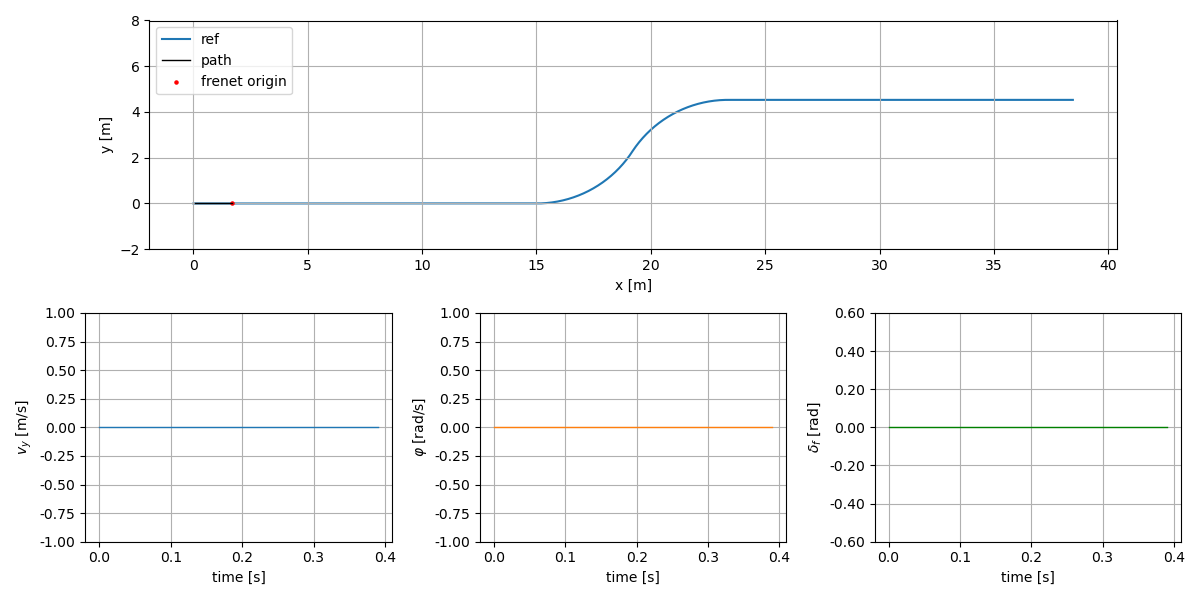 8
6
4
2
0
−2
y [m]
ref
path
frenet origin
0 5 10 15 20 25 30 35 40
x [m]
1.00
0.75
0.50
0.25
0.00
-0.25
-0.50
-0.75
-1.00
v_y [m/s]
0.0 0.1 0.2 0.3 0.4
time [s]
1.00
0.75
0.50
0.25
0.00
-0.25
-0.50
-0.75
-1.00
φ [rad/s]
0.0 0.1 0.2 0.3 0.4
time [s]
0.60
0.40
0.20
0.00
-0.20
-0.40
-0.60
δ_f [rad]
0.0 0.1 0.2 0.3 0.4
time [s]